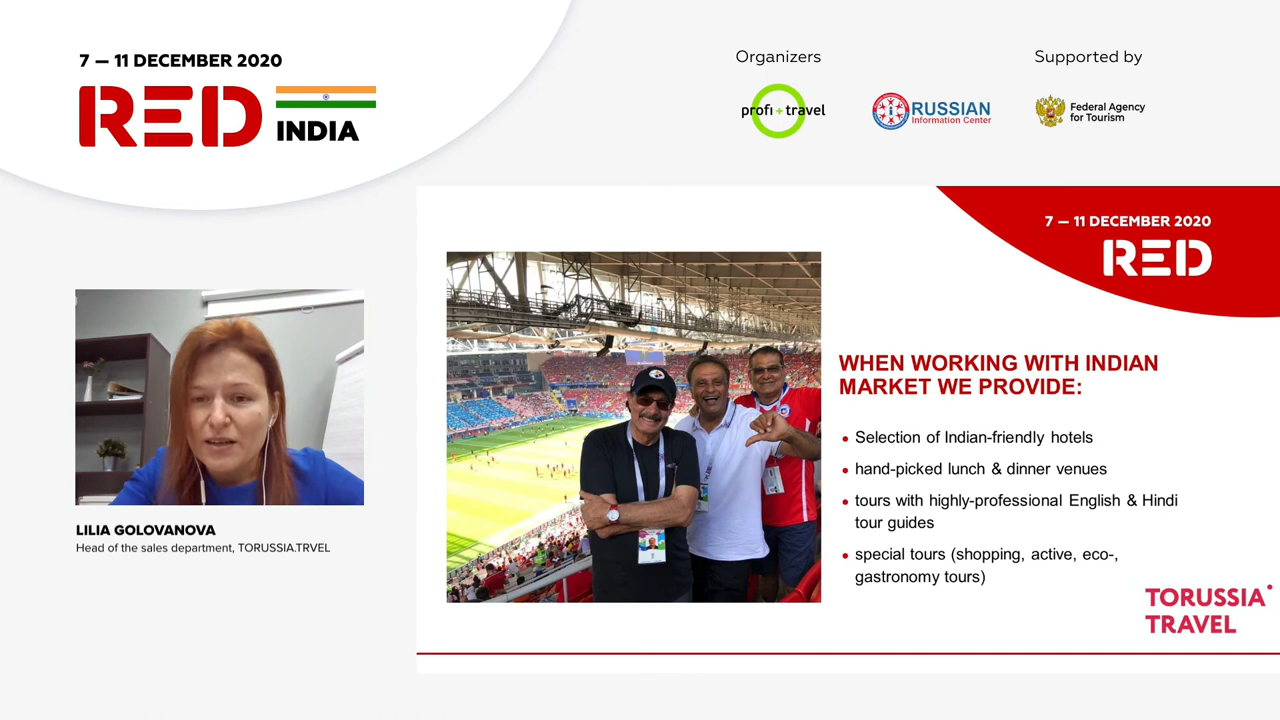 7 — 11 DECEMBER 2020
RED
INDIA
Organizers
Supported by
profi + travel
RUSSIAN
Information Center
Federal Agency
for Tourism
7 — 11 DECEMBER 2020
RED
WHEN WORKING WITH INDIAN
MARKET WE PROVIDE:
• Selection of Indian-friendly hotels
• hand-picked lunch & dinner venues
• tours with highly-professional English & Hindi
tour guides
• special tours (shopping, active, eco-,
gastronomy tours)
TORUSSIA
TRAVEL
LILIA GOLOVANOVA
Head of the sales department, TORUSSIA.TRVEL